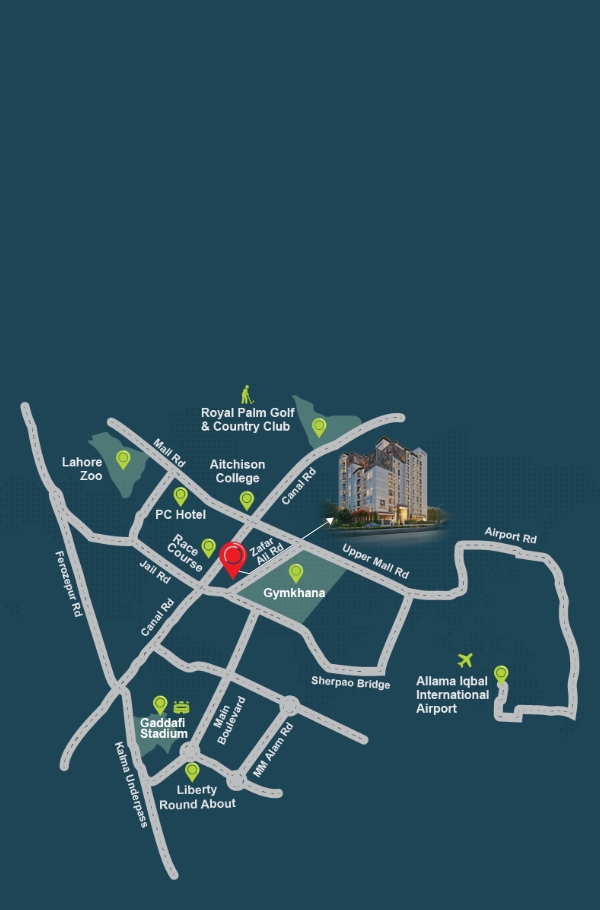 Royal Palm Golf
& Country Club
Mall Rd
Lahore
Zoo
Aitchison
College
Canal Rd
PC Hotel
Race
Course
Zafar
Ali Rd
Upper Mall Rd
Airport Rd
Jail Rd
Ferozepur Rd
Gymkhana
Canal Rd
Sherpao Bridge
Allama Iqbal
International
Airport
Gaddafi
Stadium
Main
Boulevard
MM Alam Rd
Kalma Underpass
Liberty
Round About